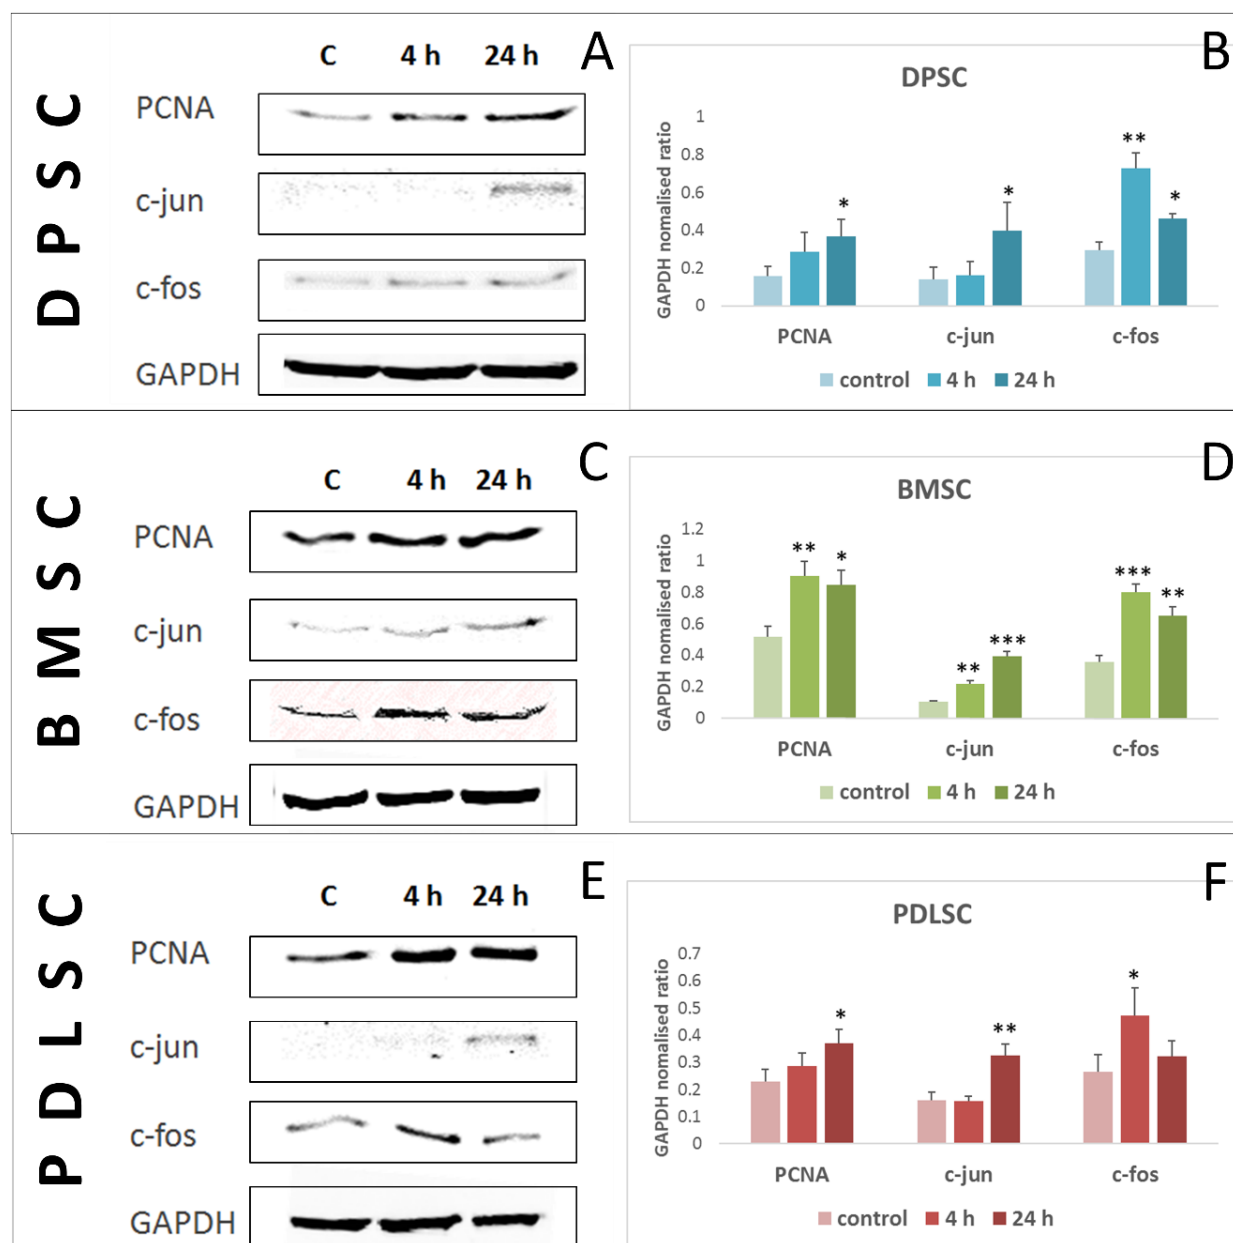 D P S C
C 4 h 24 h
A
PCNA
c-jun
c-fos
GAPDH
B
DPSC
GAPDH nomalised ratio
1
0.8
0.6
0.4
0.2
0
**
*
*
*
PCNA c-jun c-fos
control 4 h 24 h
B M S C
C 4 h 24 h
C
PCNA
c-jun
c-fos
GAPDH
D
BMSC
GAPDH nomalised ratio
1.2
1
0.8
0.6
0.4
0.2
0
** *
** ***
*** **
PCNA c-jun c-fos
control 4 h 24 h
P D L S C
C 4 h 24 h
E
PCNA
c-jun
c-fos
GAPDH
F
PDLSC
GAPDH nomalised ratio
0.7
0.6
0.5
0.4
0.3
0.2
0.1
0
*
**
*
PCNA c-jun c-fos
control 4 h 24 h